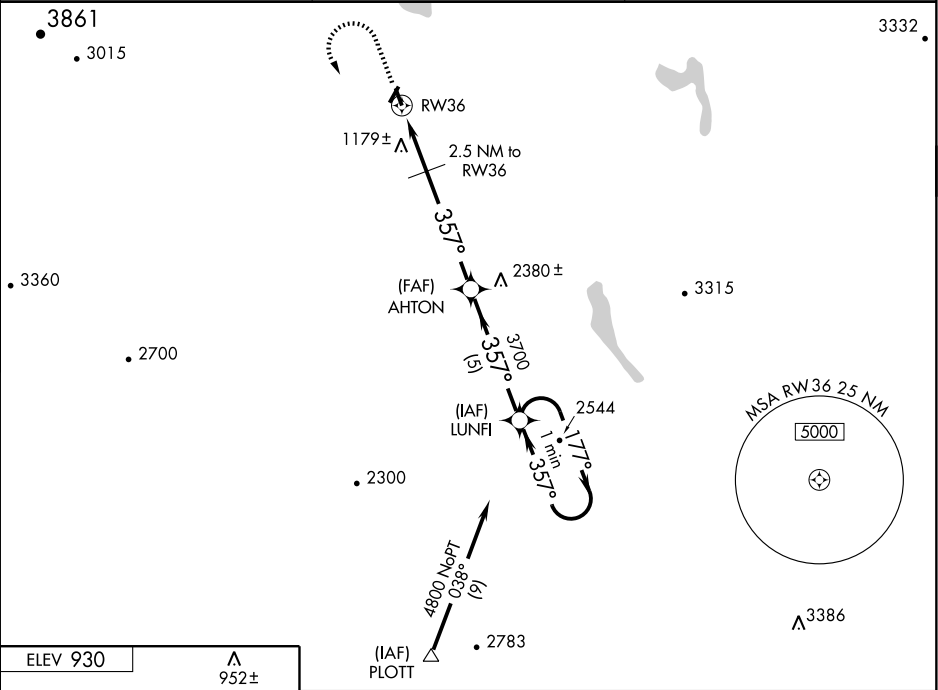 3861
3015
3332
RW36
1179±
2.5 NM to
RW36
357°
3360
(FAF)
AHTON
2380±
3315
2700
3700
357°
(5)
MSA RW36 25 NM
5000
(IAF)
LUNFI
2544
177°
1 min
357°
2300
4800 NoPT
038°
(9)
3386
2783
(IAF)
PLOTT
ELEV 930
952±